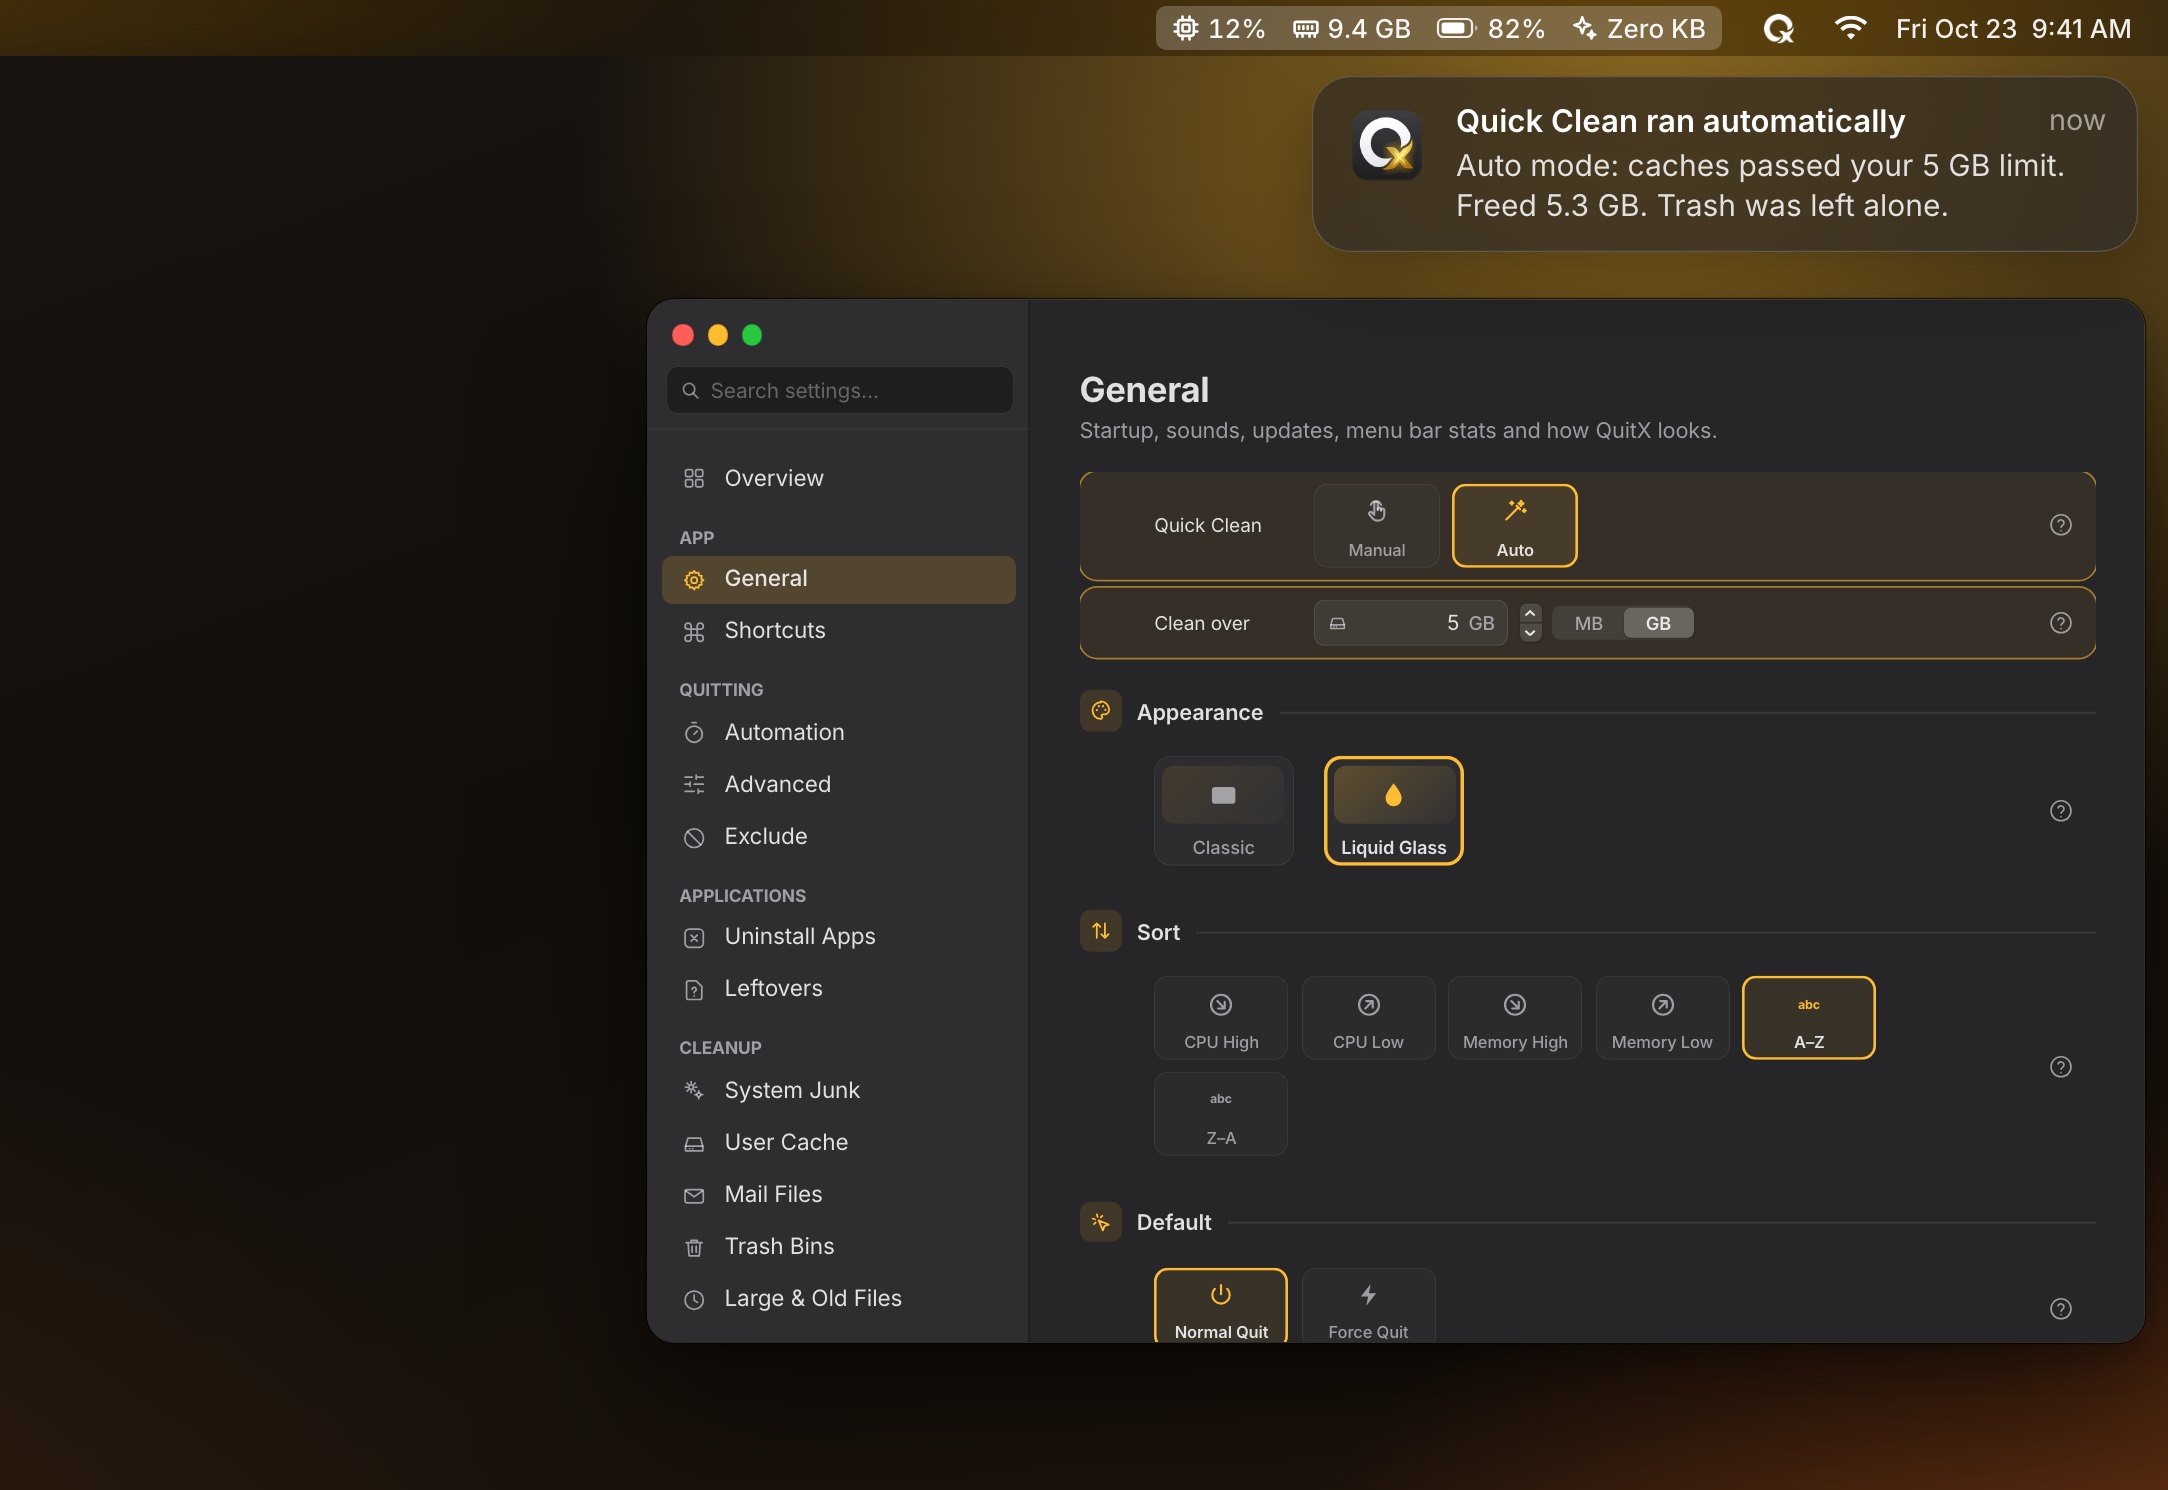 12% 9.4 GB 82% Zero KB Fri Oct 23 9:41 AM
Quick Clean ran automatically now
Auto mode: caches passed your 5 GB limit.
Freed 5.3 GB. Trash was left alone.
Search settings...
Overview
APP
General
Shortcuts
QUITTING
Automation
Advanced
Exclude
APPLICATIONS
Uninstall Apps
Leftovers
CLEANUP
System Junk
User Cache
Mail Files
Trash Bins
Large & Old Files
General
Startup, sounds, updates, menu bar stats and how QuitX looks.
Quick Clean
Manual
Auto
Clean over
5 GB
MB
GB
Appearance
Classic
Liquid Glass
Sort
CPU High
CPU Low
Memory High
Memory Low
abc
A–Z
abc
Z–A
Default
Normal Quit
Force Quit